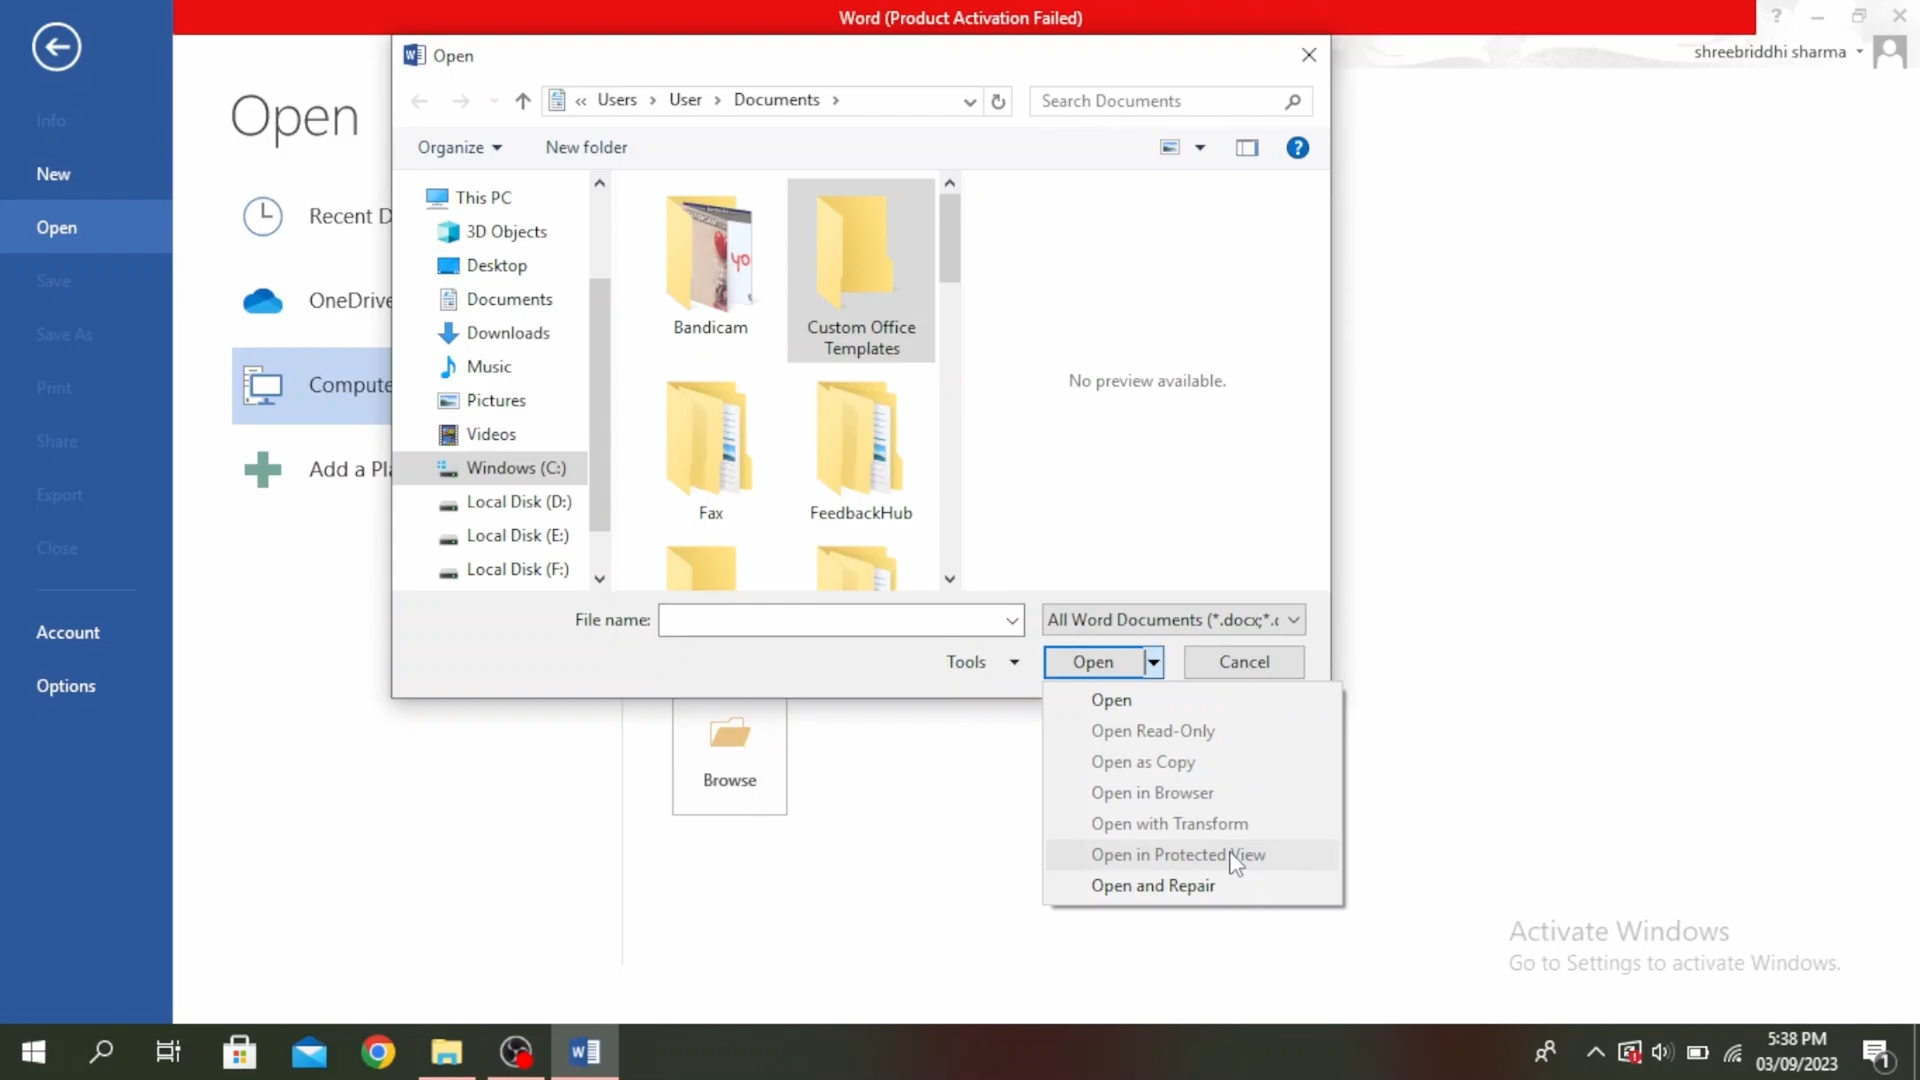 Word (Product Activation Failed)
?
shreebriddhi sharma
Open
Info
New
Open
Save
Save As
Print
Share
Export
Close
Account
Options
Open
Recent D
OneDrive
Compute
Add a Pla
« Users > User > Documents >
Search Documents
Organize
New folder
?
This PC
3D Objects
Desktop
Documents
Downloads
Music
Pictures
Videos
Windows (C:)
Local Disk (D:)
Local Disk (E:)
Local Disk (F:)
yo
Bandicam
Custom Office
Templates
Fax
FeedbackHub
No preview available.
File name:
All Word Documents (*.docx;*.c
Tools
Open
Cancel
Open
Open Read-Only
Open as Copy
Open in Browser
Open with Transform
Open in Protected View
Open and Repair
Browse
Activate Windows
Go to Settings to activate Windows.
5:38 PM
03/09/2023
1